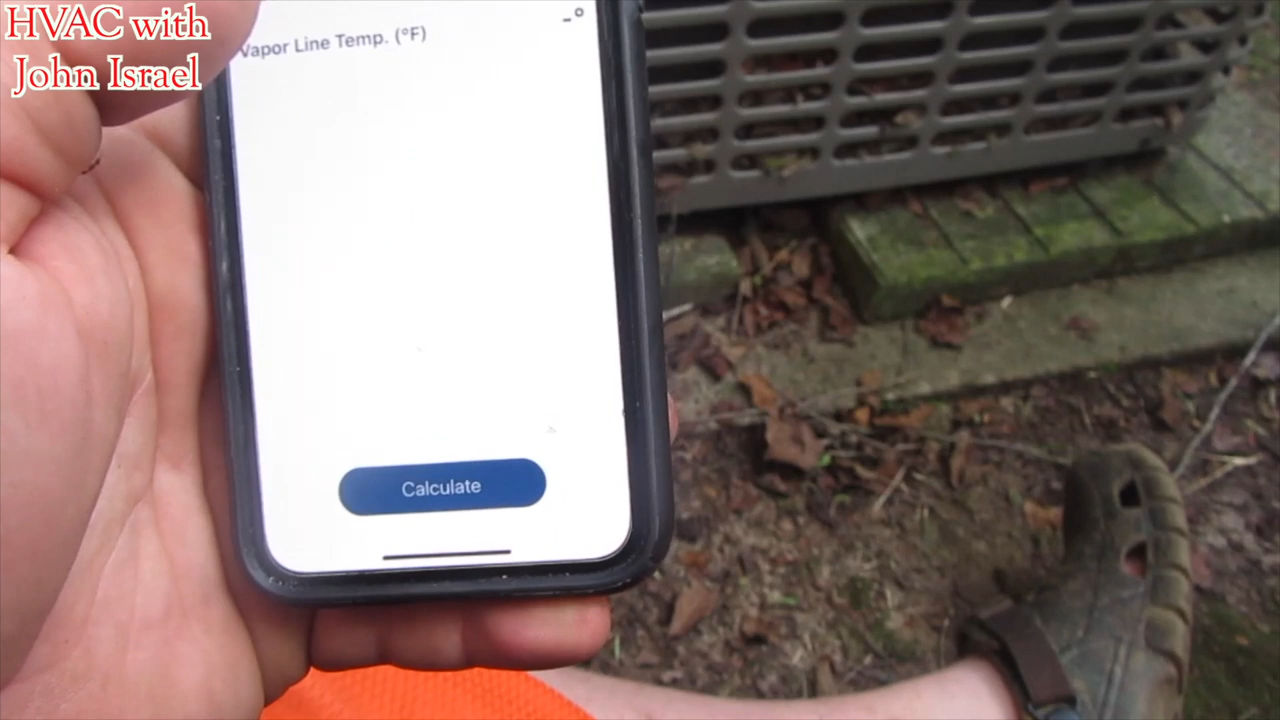 HVAC with
John Israel
_°
Vapor Line Temp. (°F)
Calculate